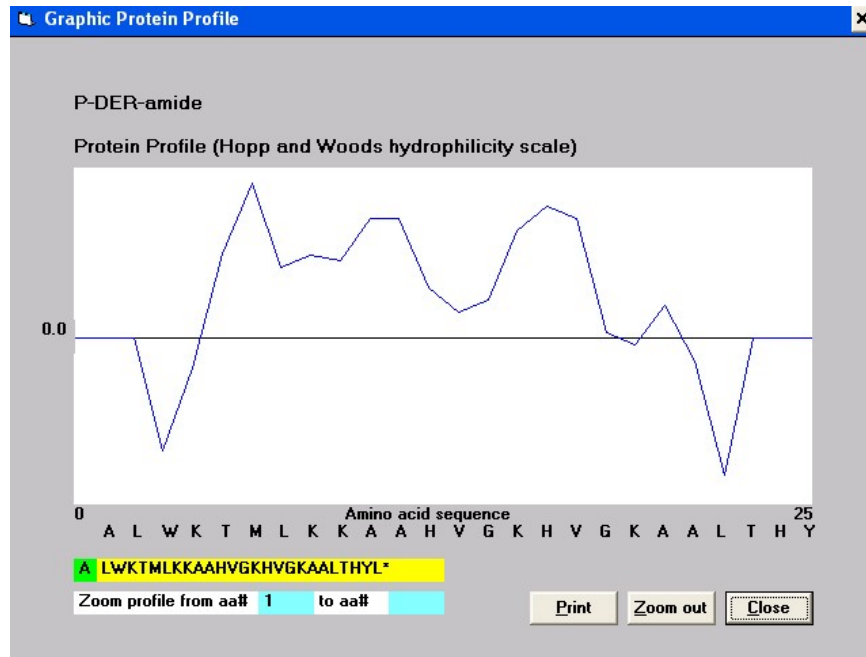 Graphic Protein Profile
P-DER-amide
Protein Profile (Hopp and Woods hydrophilicity scale)
0.0
0 Amino acid sequence 25
A L W K T M L K K A A H V G K H V G K A A L T H Y
A LWKTMLKKAAHVGKHVGKAALTHYL*
Zoom profile from aa# 1 to aa#
Print Zoom out Close